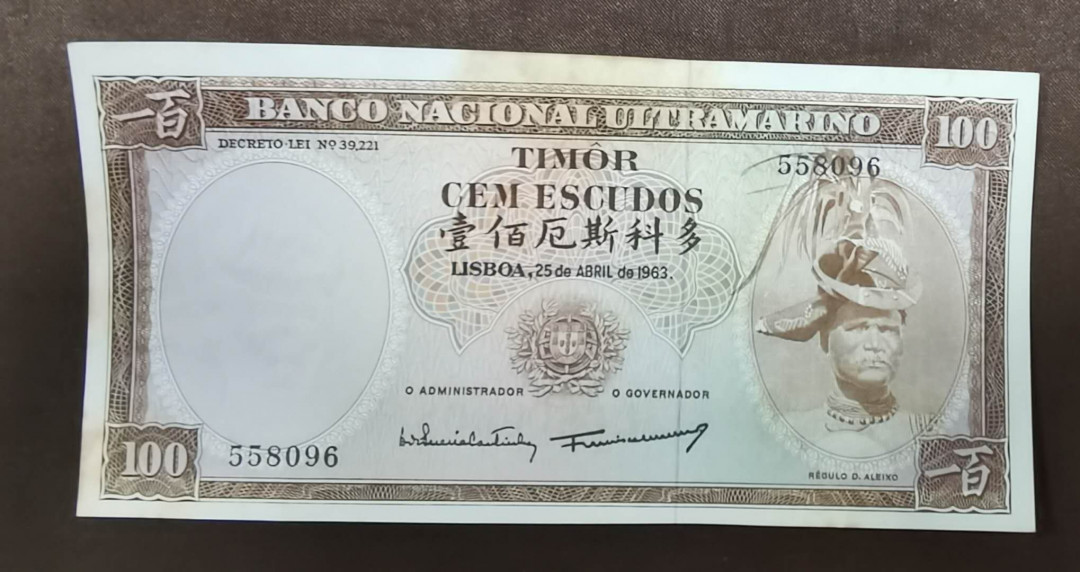 一百
BANCO NACIONAL ULTRAMARINO
100
DECRETO-LEI Nº 39,221
TIMÔR
558096
CEM ESCUDOS
壹佰厄斯科多
LISBOA, 25 de ABRIL de 1963.
O ADMINISTRADOR
O GOVERNADOR
100
558096
RÉGULO D. ALEIXO
一百